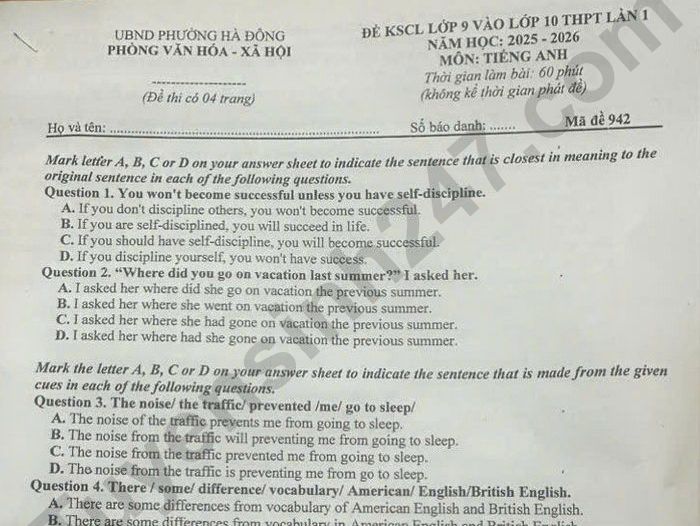 UBND PHƯỜNG HÀ ĐÔNG
PHÒNG VĂN HÓA - XÃ HỘI
(Đề thi có 04 trang)
ĐỀ KSCL LỚP 9 VÀO LỚP 10 THPT LẦN 1
NĂM HỌC: 2025 - 2026
MÔN: TIẾNG ANH
Thời gian làm bài: 60 phút
(không kể thời gian phát đề)
Họ và tên: ............................................................... Số báo danh: ....... Mã đề 942
Mark letter A, B, C or D on your answer sheet to indicate the sentence that is closest in meaning to the
original sentence in each of the following questions.
Question 1. You won't become successful unless you have self-discipline.
A. If you don't discipline others, you won't become successful.
B. If you are self-disciplined, you will succeed in life.
C. If you should have self-discipline, you will become successful.
D. If you discipline yourself, you won't have success.
Question 2. “Where did you go on vacation last summer?” I asked her.
A. I asked her where did she go on vacation the previous summer.
B. I asked her where she went on vacation the previous summer.
C. I asked her where she had gone on vacation the previous summer.
D. I asked her where had she gone on vacation the previous summer.
Mark the letter A, B, C or D on your answer sheet to indicate the sentence that is made from the given
cues in each of the following questions.
Question 3. The noise/ the traffic/ prevented /me/ go to sleep/
A. The noise of the traffic prevents me from going to sleep.
B. The noise from the traffic will preventing me from going to sleep.
C. The noise from the traffic prevented me from going to sleep.
D. The noise from the traffic is preventing me go to sleep.
Question 4. There / some/ difference/ vocabulary/ American/ English/British English.
A. There are some differences from vocabulary of American English and British English.
B. There are some differences from vocabulary in American English and British English.
Tuyensinh247.com